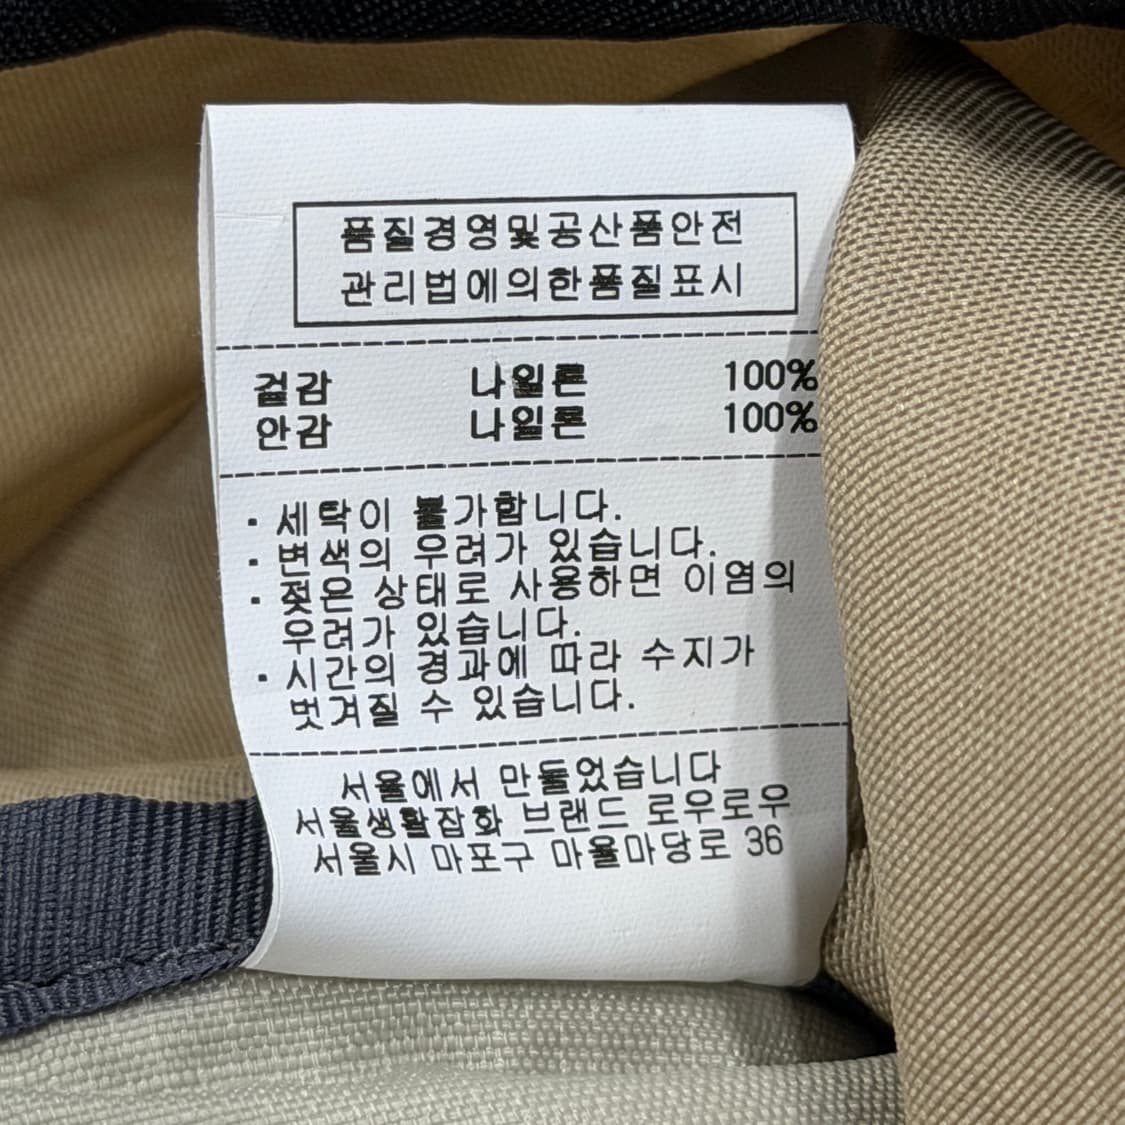 품질경영및공산품안전
관리법에의한품질표시
겉감 나일론 100%
안감 나일론 100%
· 세탁이 불가합니다.
· 변색의 우려가 있습니다.
· 젖은 상태로 사용하면 이염의
우려가 있습니다.
· 시간의 경과에 따라 수지가
벗겨질 수 있습니다.
서울에서 만들었습니다
서울생활잡화 브랜드 로우로우
서울시 마포구 마을마당로 36